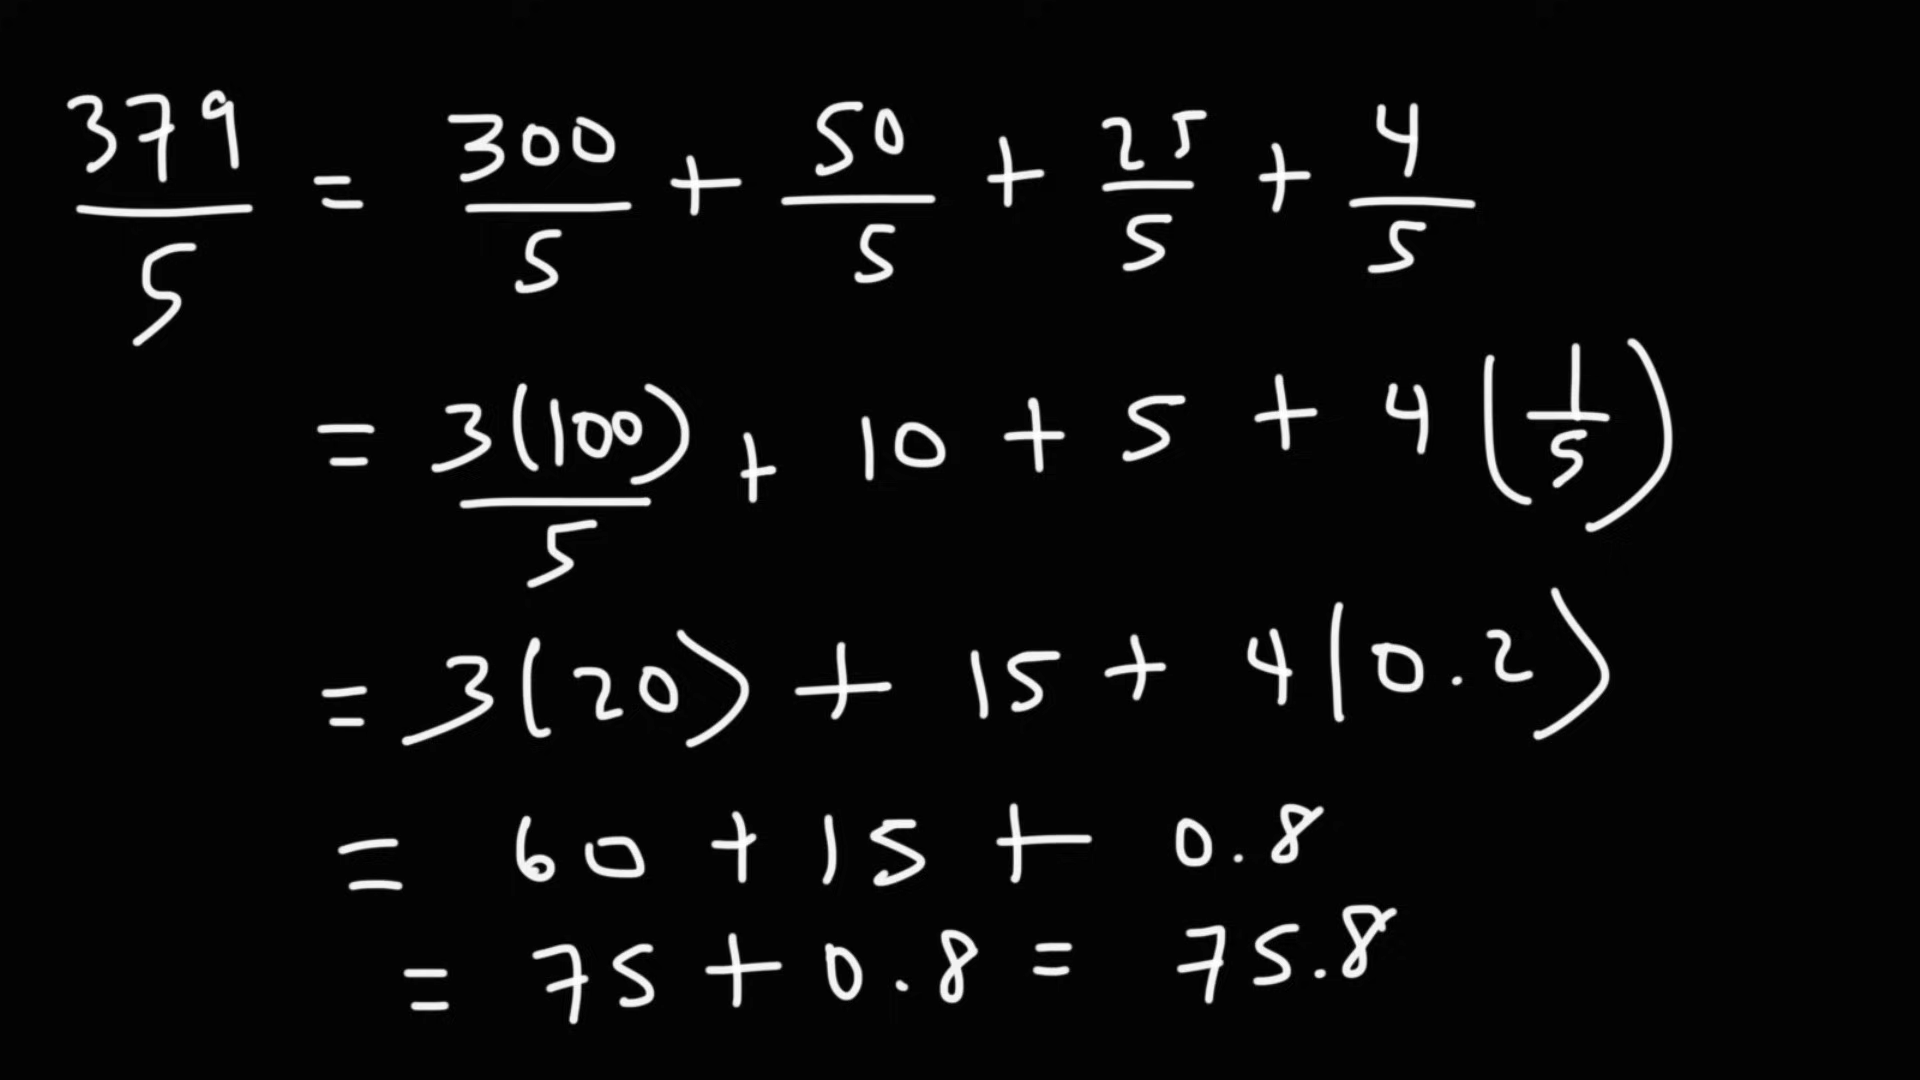 379/5 = 300/5 + 50/5 + 25/5 + 4/5
= 3(100)/5 + 10 + 5 + 4(1/5)
= 3(20) + 15 + 4(0.2)
= 60 + 15 + 0.8
= 75 + 0.8 = 75.8